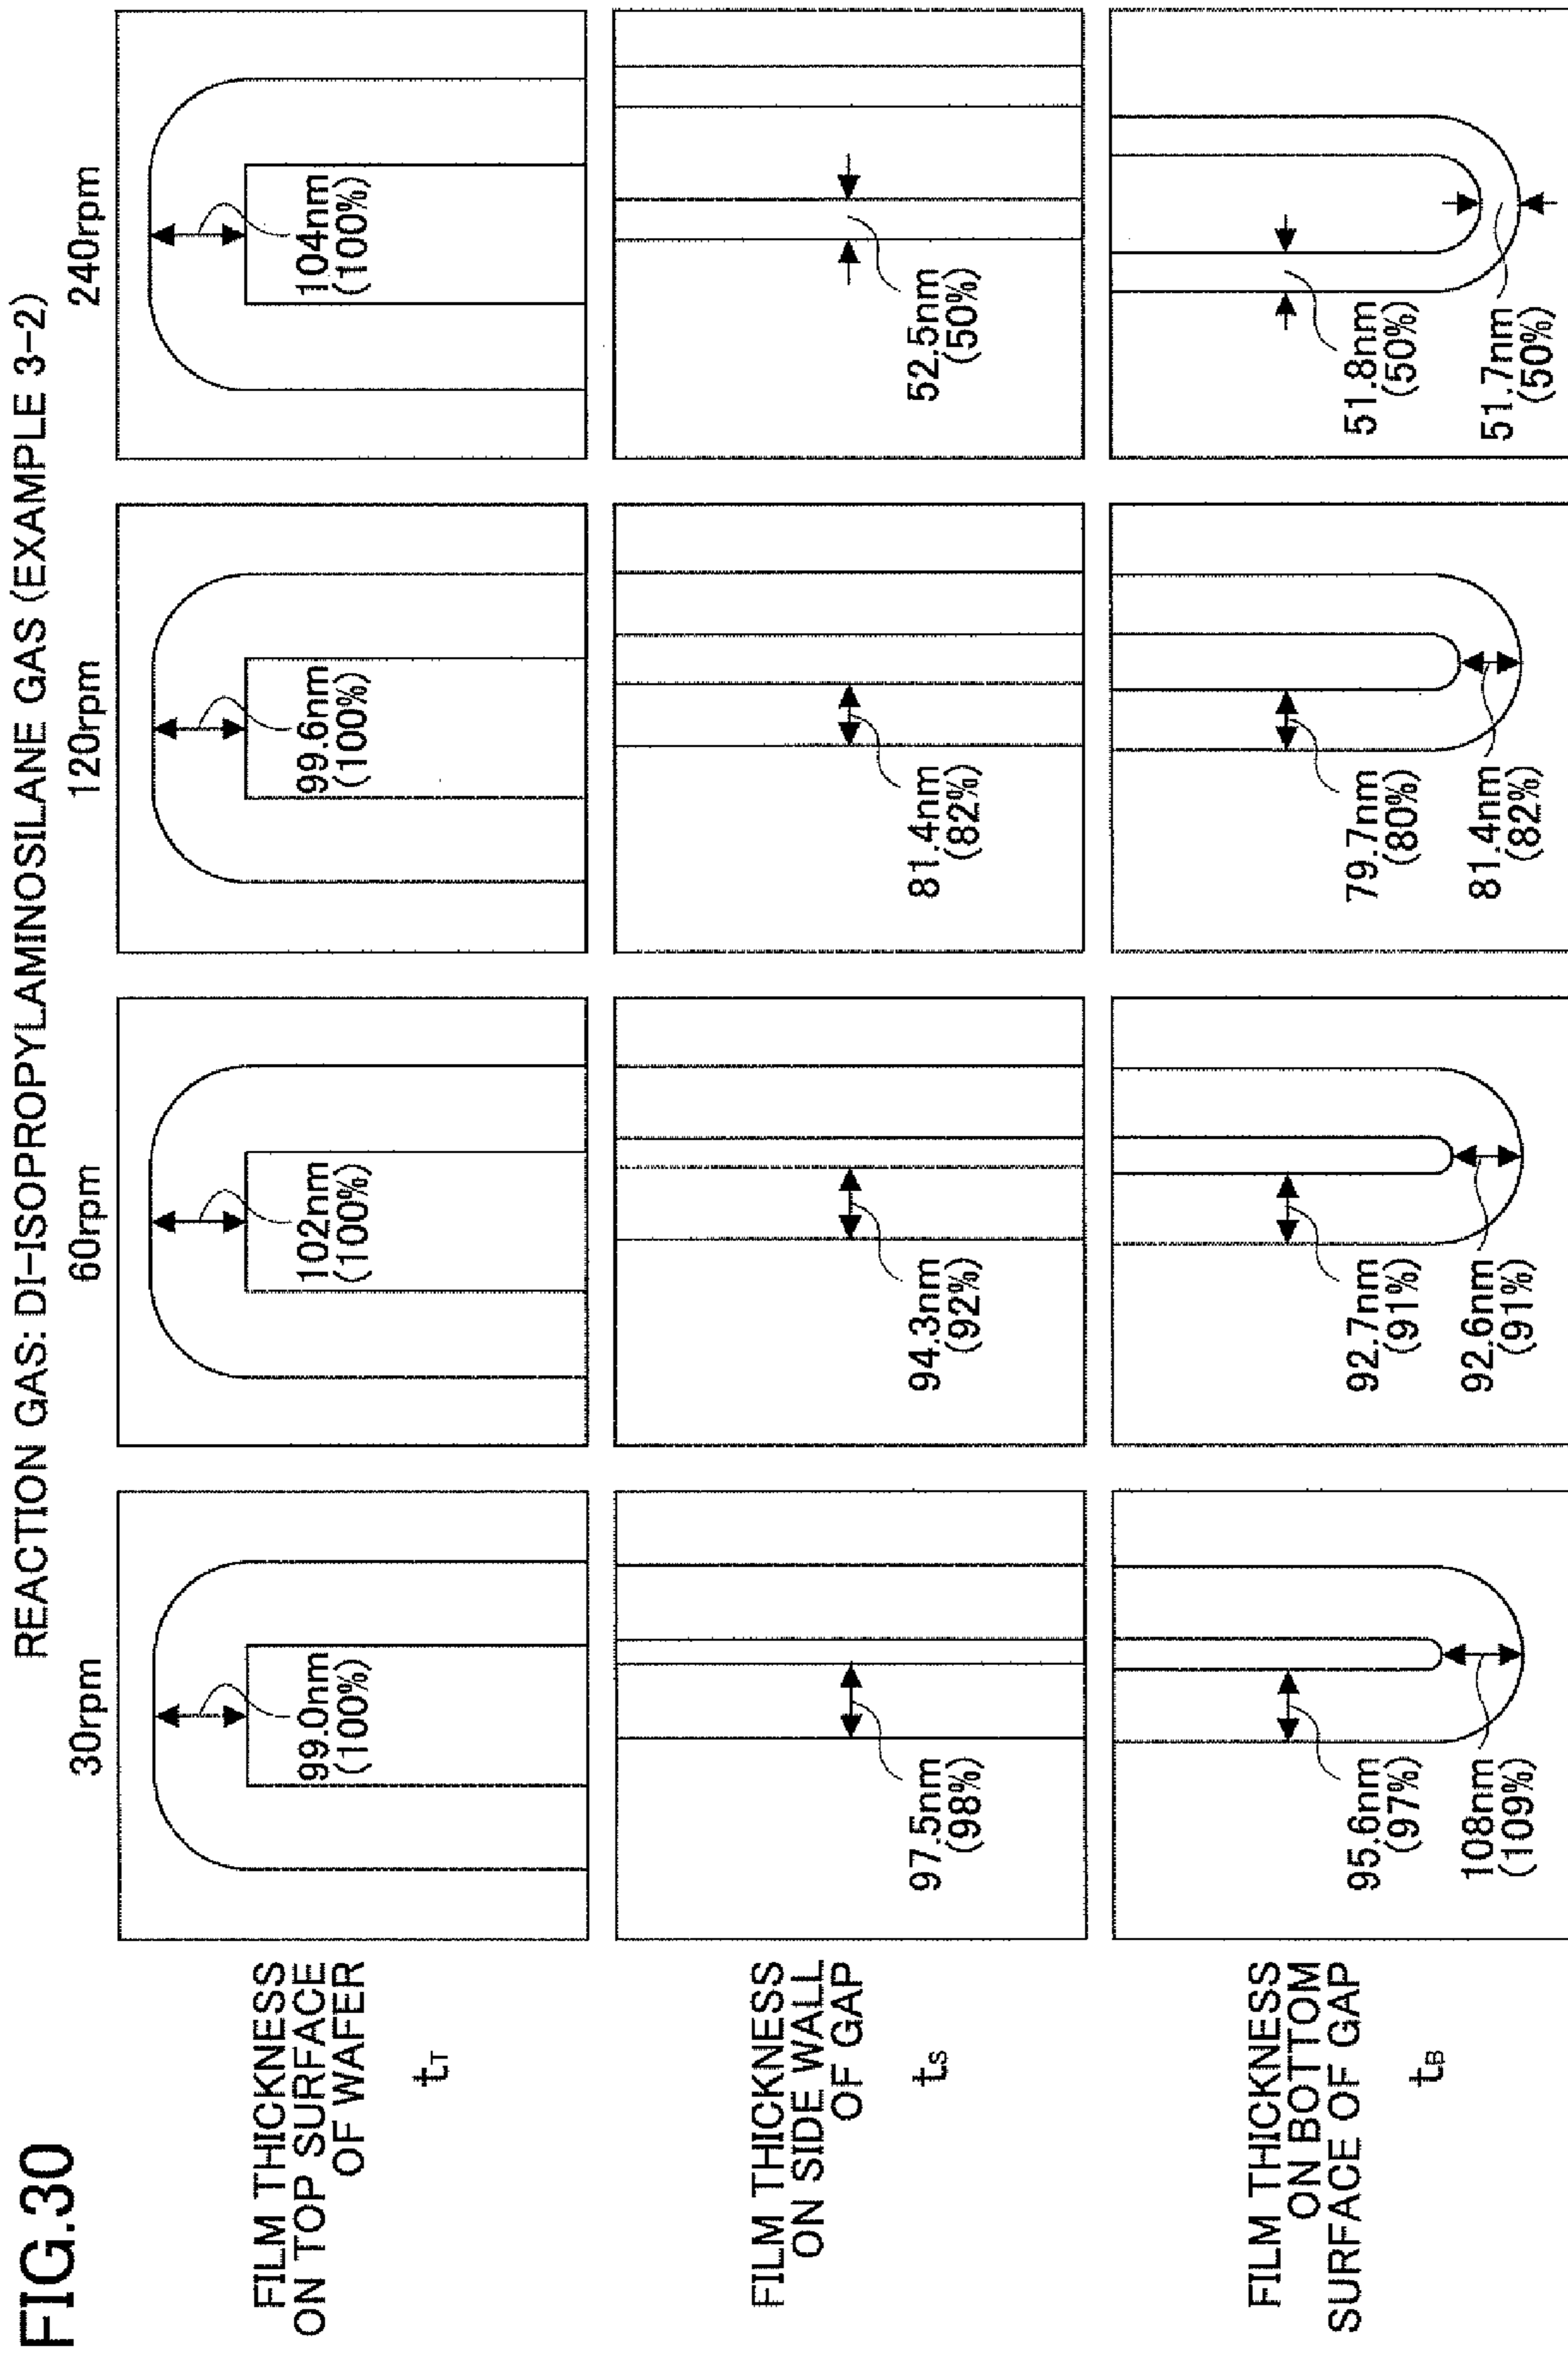 FIG.30
REACTION GAS: DI-ISOPROPYLAMINOSILANE GAS (EXAMPLE 3-2)
30rpm
60rpm
120rpm
240rpm
FILM THICKNESS
ON TOP SURFACE
OF WAFER
tT
99.0nm
(100%)
102nm
(100%)
99.6nm
(100%)
104nm
(100%)
FILM THICKNESS
ON SIDE WALL
OF GAP
tS
97.5nm
(98%)
94.3nm
(92%)
81.4nm
(82%)
52.5nm
(50%)
FILM THICKNESS
ON BOTTOM
SURFACE OF GAP
tB
95.6nm
(97%)
108nm
(109%)
92.7nm
(91%)
92.6nm
(91%)
79.7nm
(80%)
81.4nm
(82%)
51.8nm
(50%)
51.7nm
(50%)